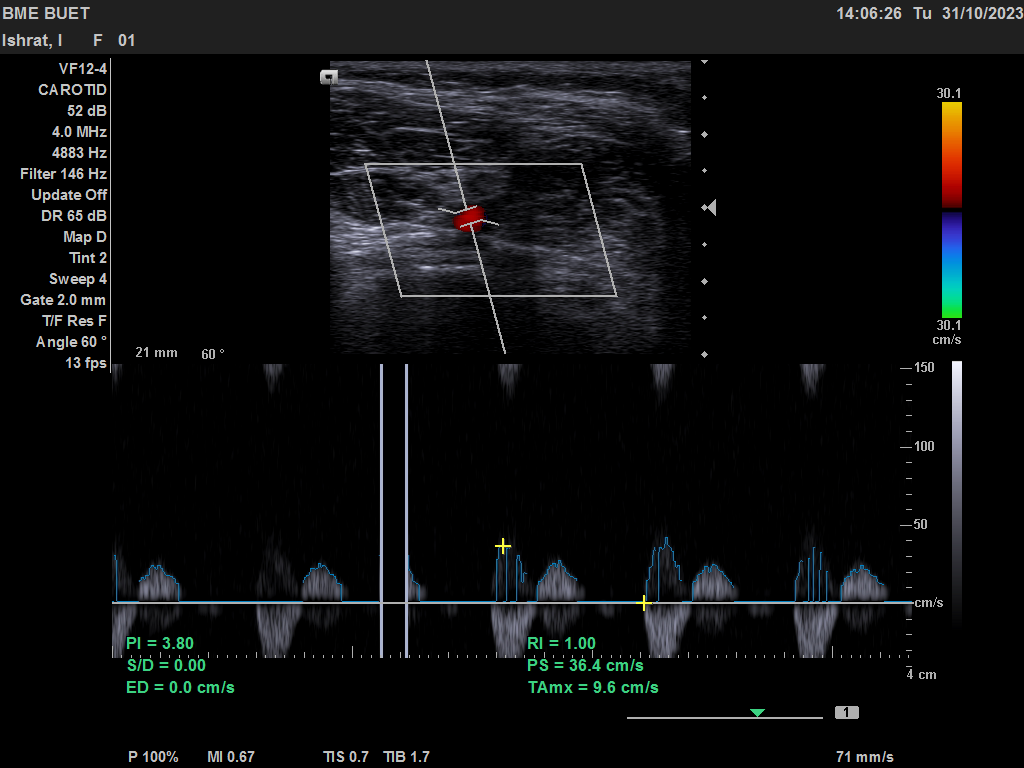 BME BUET
14:06:26 Tu 31/10/2023
Ishrat, I F 01
VF12-4
CAROTID
52 dB
4.0 MHz
4883 Hz
Filter 146 Hz
Update Off
DR 65 dB
Map D
Tint 2
Sweep 4
Gate 2.0 mm
T/F Res F
Angle 60 °
13 fps
21 mm 60 °
30.1
30.1
cm/s
150
100
50
cm/s
4 cm
PI = 3.80
S/D = 0.00
ED = 0.0 cm/s
RI = 1.00
PS = 36.4 cm/s
TAmx = 9.6 cm/s
1
P 100% MI 0.67 TIS 0.7 TIB 1.7 71 mm/s